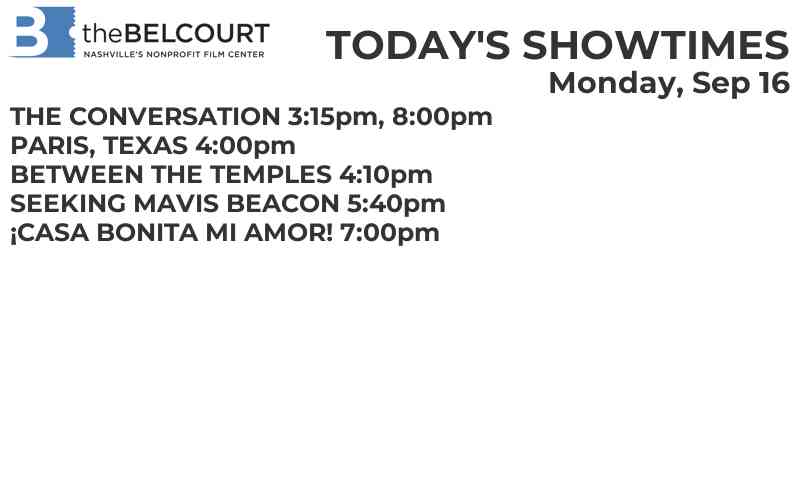 B theBELCOURT
NASHVILLE'S NONPROFIT FILM CENTER
TODAY'S SHOWTIMES
Monday, Sep 16
THE CONVERSATION 3:15pm, 8:00pm
PARIS, TEXAS 4:00pm
BETWEEN THE TEMPLES 4:10pm
SEEKING MAVIS BEACON 5:40pm
¡CASA BONITA MI AMOR! 7:00pm